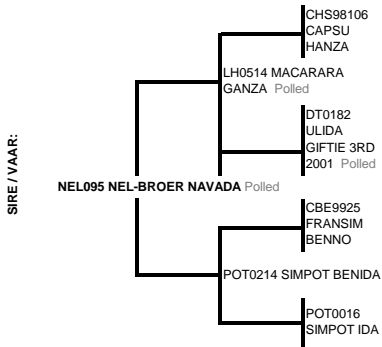 CHS98106
CAPSU
HANZA
LH0514 MACARARA
GANZA Polled
DT0182
ULIDA
GIFTIE 3RD
2001 Polled
SIRE / VAAR:
NEL095 NEL-BROER NAVADA Polled
CBE9925
FRANSIM
BENNO
POT0214 SIMPOT BENIDA
POT0016
SIMPOT IDA